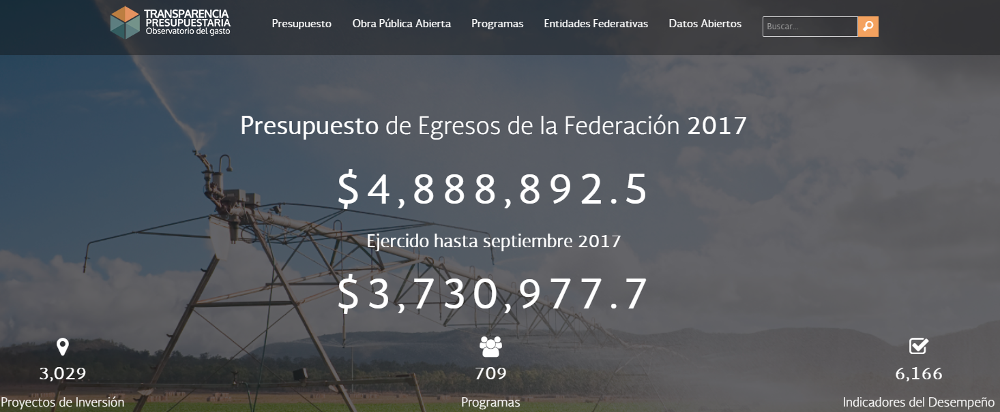 TRANSPARENCIA
PRESUPUESTARIA
Observatorio del gasto
Presupuesto
Obra Pública Abierta
Programas
Entidades Federativas
Datos Abiertos
Buscar...
Presupuesto de Egresos de la Federación 2017
$4,888,892.5
Ejercido hasta septiembre 2017
$3,730,977.7
3,029
Proyectos de Inversión
709
Programas
6,166
Indicadores del Desempeño